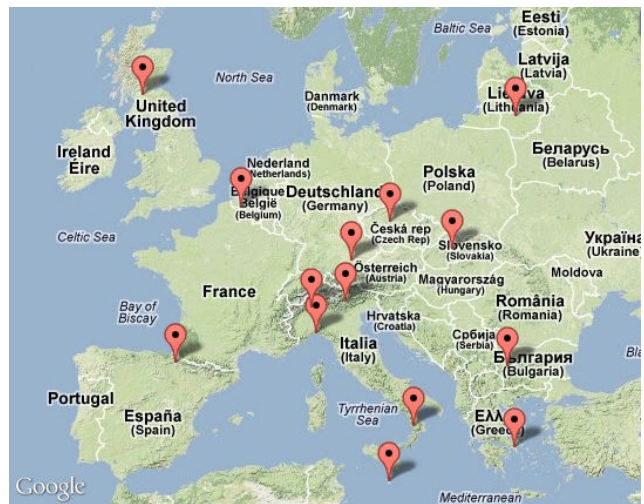 Baltic Sea
Eesti
(Estonia)
Latvija
(Latvia)
North Sea
Danmark
(Denmark)
United
Kingdom
Ireland
Éire
(Lithuania)
Беларусь
(Belarus)
Nederland
(Netherlands)
Polska
(Poland)
Deutschland
(Germany)
Belgique
België
(Belgium)
Celtic Sea
Česká rep
(Czech Rep)
Slovensko
(Slovakia)
Україна
(Ukraine)
Österreich
(Austria)
Magyarország
(Hungary)
Moldova
France
Bay of
Biscay
România
(Romania)
Hrvatska
(Croatia)
Србија
(Serbia)
Italia
(Italy)
България
(Bulgaria)
Portugal
España
(Spain)
Tyrrhenian
Sea
Google
Mediterranean